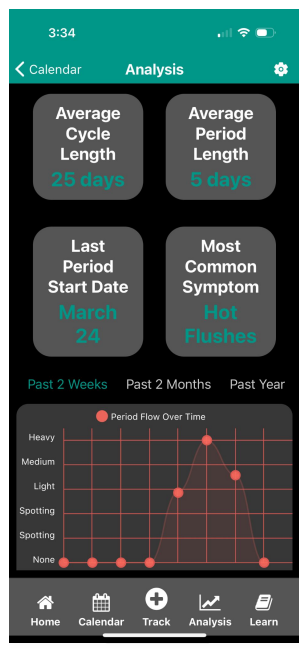 3:34
Calendar
Analysis
Average
Cycle
Length
25 days
Average
Period
Length
5 days
Last
Period
Start Date
March
24
Most
Common
Symptom
Hot
Flushes
Past 2 Weeks
Past 2 Months
Past Year
Period Flow Over Time
Heavy
Medium
Light
Spotting
Spotting
None
Home
Calendar
Track
Analysis
Learn